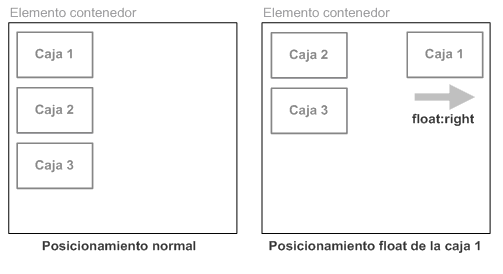 Elemento contenedor
Caja 1
Caja 2
Caja 3
Posicionamiento normal
Elemento contenedor
Caja 2
Caja 1
Caja 3
float:right
Posicionamiento float de la caja 1